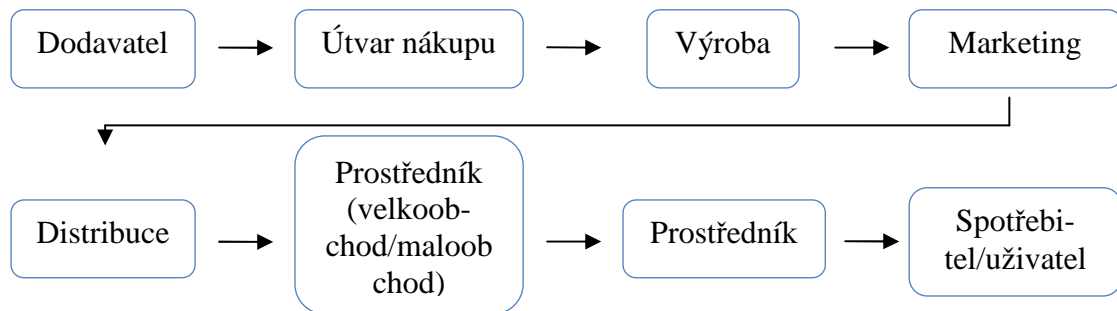 Dodavatel
Útvar nákupu
Výroba
Marketing
Distribuce
Prostředník
(velkoob-
chod/maloob
chod)
Prostředník
Spotřebi-
tel/uživatel